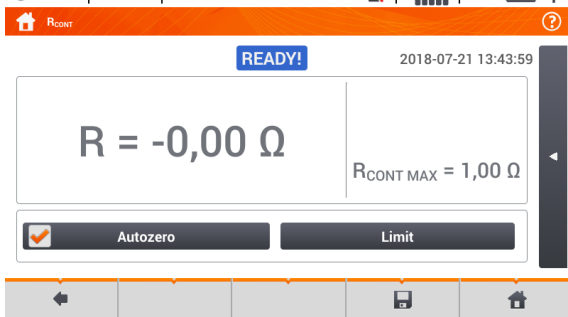 RCONT
READY!
2018-07-21 13:43:59
R = -0,00 Ω
RCONT MAX = 1,00 Ω
Autozero
Limit